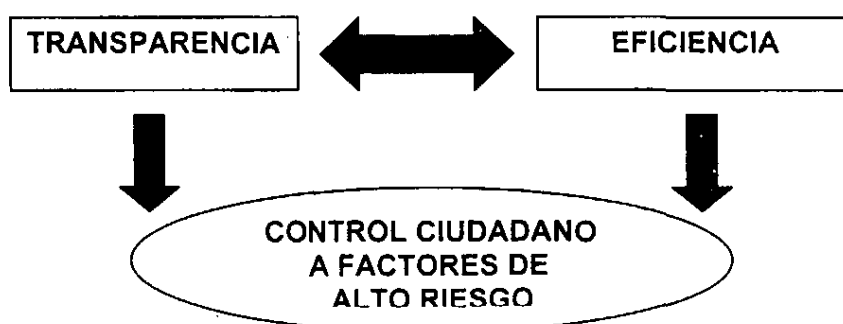 TRANSPARENCIA
EFICIENCIA
CONTROL CIUDADANO
A FACTORES DE
ALTO RIESGO